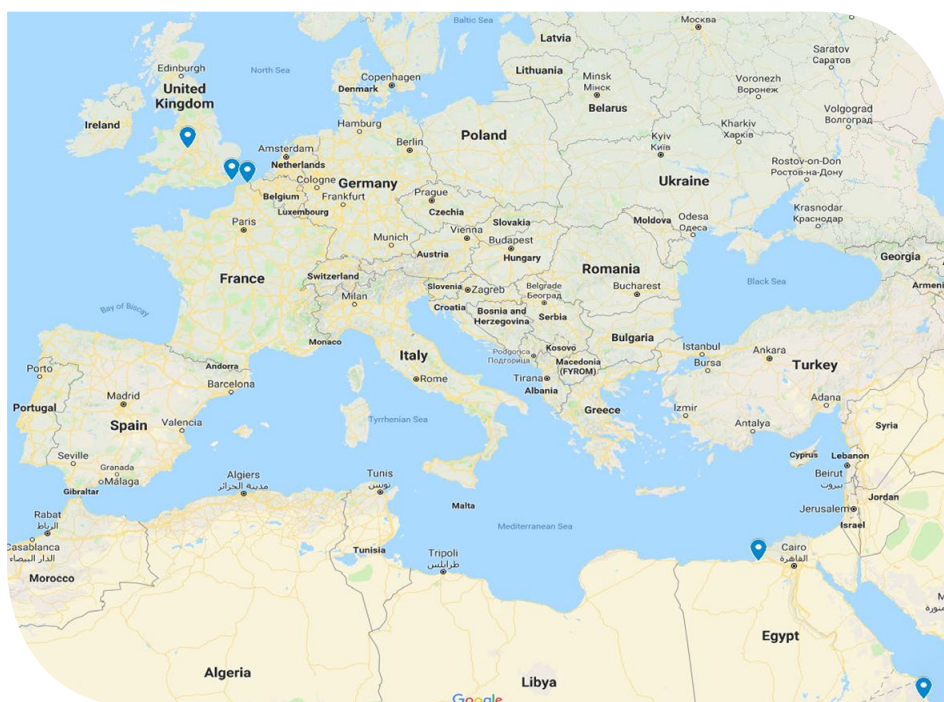 Baltic Sea
Москва
Latvia
Edinburgh
North Sea
Copenhagen
Denmark
Lithuania
Saratov
Саратов
United
Kingdom
Minsk
Мінск
Voronezh
Воронеж
Belarus
Ireland
Hamburg
Poland
Volgograd
Волгоград
Berlin
Kharkiv
Харків
Amsterdam
Netherlands
Kyiv
Київ
Rostov-on-Don
Ростов-на-Дону
Cologne
Germany
Ukraine
Belgium
Frankfurt
Prague
Luxembourg
Czechia
Krasnodar
Краснодар
Paris
Slovakia
Moldova
Odesa
Одеса
Vienna
Munich
Budapest
Austria
Hungary
Georgia
France
Switzerland
Romania
Slovenia
Zagreb
Belgrade
Београд
Bucharest
Black Sea
Armeni
Milan
Croatia
Bosnia and
Herzegovina
Serbia
Bay of Biscay
Monaco
Bulgaria
Italy
Kosovo
Istanbul
Ankara
Podgorica
Подгорица
Macedonia
(FYROM)
Bursa
Turkey
Porto
Andorra
Barcelona
Rome
Tirana
Albania
Madrid
Adana
Portugal
Spain
Valencia
Tyrrhenian Sea
Greece
Izmir
Antalya
Syria
Seville
Granada
Málaga
Gibraltar
Algiers
مدينة الجزائر
Tunis
تونس
Cyprus
Lebanon
Beirut
بيروت
Malta
Jordan
Rabat
الرباط
Jerusalem
Mediterranean Sea
Israel
Casablanca
الدار البيضاء
Tunisia
Tripoli
طرابلس
Cairo
القاهرة
Morocco
Egypt
Algeria
Libya
Google